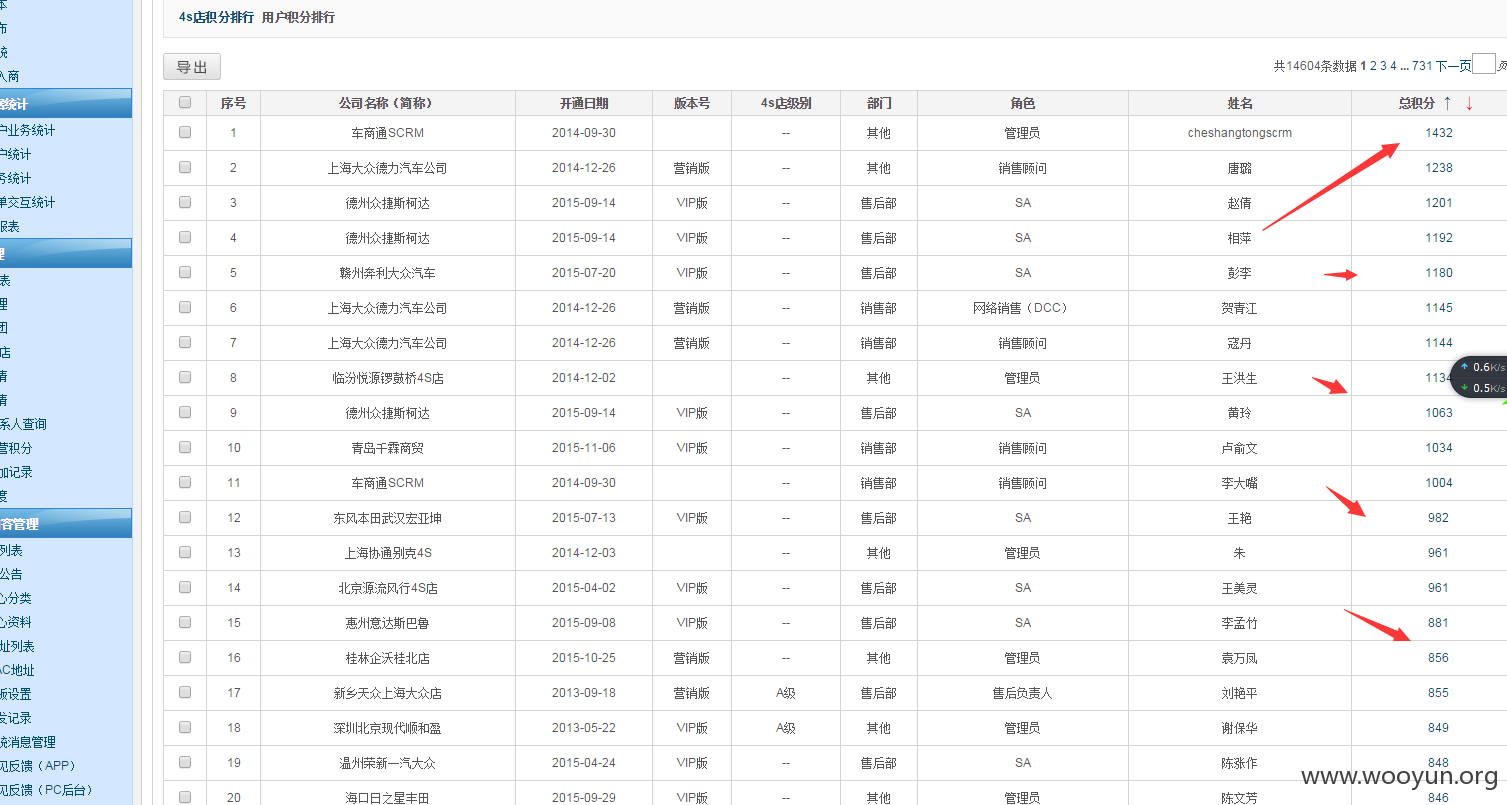 本
布
统
入商
据统计
户业务统计
户统计
务统计
单交互统计
报表
理
表
理
团
店
情
情
系人查询
营积分
加记录
度
容管理
列表
公告
心分类
心资料
址列表
AC地址
版设置
发记录
统消息管理
见反馈（APP）
见反馈（PC后台）
4s店积分排行 用户积分排行
导出
共14604条数据 1 2 3 4 ... 731 下一页 页
序号 公司名称（简称） 开通日期 版本号 4s店级别 部门 角色 姓名 总积分 ↑ ↓
1 车商通SCRM 2014-09-30 -- 其他 管理员 cheshangtongscrm 1432
2 上海大众德力汽车公司 2014-12-26 营销版 -- 其他 销售顾问 唐璐 1238
3 德州众捷斯柯达 2015-09-14 VIP版 -- 售后部 SA 赵倩 1201
4 德州众捷斯柯达 2015-09-14 VIP版 -- 售后部 SA 相萍 1192
5 赣州奔利大众汽车 2015-07-20 VIP版 -- 售后部 SA 彭李 1180
6 上海大众德力汽车公司 2014-12-26 营销版 -- 销售部 网络销售（DCC） 贺青江 1145
7 上海大众德力汽车公司 2014-12-26 营销版 -- 销售部 销售顾问 寇丹 1144
8 临汾悦源锣鼓桥4S店 2014-12-02 -- 其他 管理员 王洪生 1134
↑ 0.6K/s
↓ 0.5K/s
9 德州众捷斯柯达 2015-09-14 VIP版 -- 售后部 SA 黄玲 1063
10 青岛千霖商贸 2015-11-06 VIP版 -- 销售部 销售顾问 卢俞文 1034
11 车商通SCRM 2014-09-30 -- 销售部 销售顾问 李大嘴 1004
12 东风本田武汉宏亚坤 2015-07-13 VIP版 -- 售后部 SA 王艳 982
13 上海协通别克4S 2014-12-03 -- 其他 管理员 朱 961
14 北京源流风行4S店 2015-04-02 VIP版 -- 售后部 SA 王美灵 961
15 惠州意达斯巴鲁 2015-09-08 VIP版 -- 售后部 SA 李孟竹 881
16 桂林企沃桂北店 2015-10-25 营销版 -- 其他 管理员 袁万凤 856
17 新乡天众上海大众店 2013-09-18 营销版 A级 售后部 售后负责人 刘艳平 855
18 深圳北京现代顺和盈 2013-05-22 VIP版 A级 其他 管理员 谢保华 849
19 温州荣新一汽大众 2015-04-24 VIP版 -- 售后部 SA 陈涨作 848
20 海口日之星丰田 2015-09-29 VIP版 -- 其他 管理员 陈文芳 846
www.wooyun.org